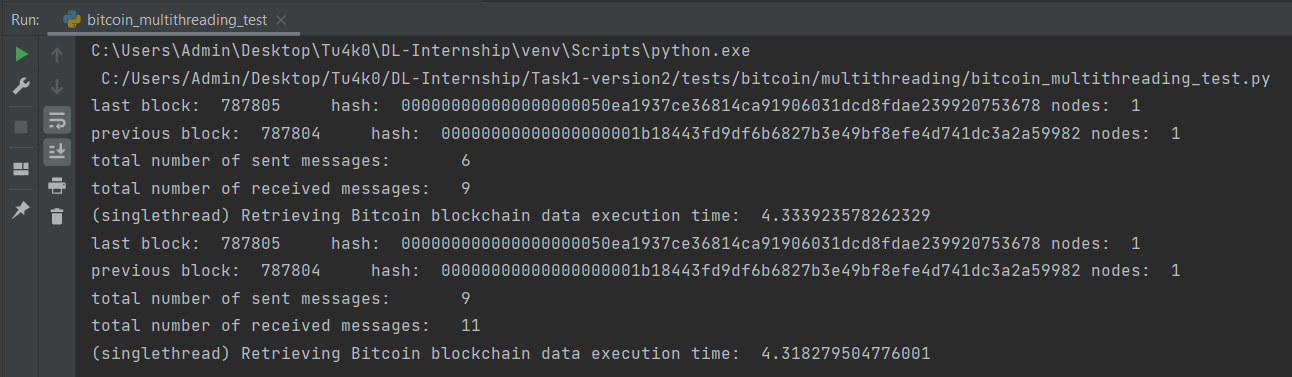 Run: bitcoin_multithreading_test
C:\Users\Admin\Desktop\Tu4k0\DL-Internship\venv\Scripts\python.exe
C:/Users/Admin/Desktop/Tu4k0/DL-Internship/Task1-version2/tests/bitcoin/multithreading/bitcoin_multithreading_test.py
last block:  787805     hash:  000000000000000000050ea1937ce36814ca91906031dcd8fdae239920753678 nodes:  1
previous block:  787804     hash:  00000000000000000001b18443fd9df6b6827b3e49bf8efe4d741dc3a2a59982 nodes:  1
total number of sent messages:       6
total number of received messages:   9
(singlethread) Retrieving Bitcoin blockchain data execution time:  4.333923578262329
last block:  787805     hash:  000000000000000000050ea1937ce36814ca91906031dcd8fdae239920753678 nodes:  1
previous block:  787804     hash:  00000000000000000001b18443fd9df6b6827b3e49bf8efe4d741dc3a2a59982 nodes:  1
total number of sent messages:       9
total number of received messages:   11
(singlethread) Retrieving Bitcoin blockchain data execution time:  4.318279504776001